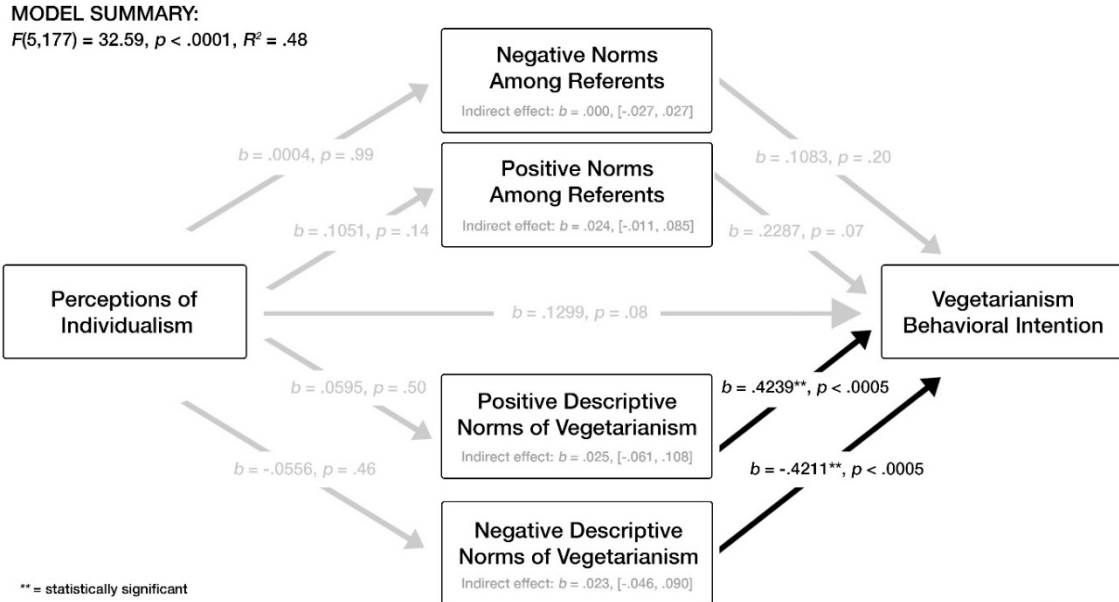 MODEL SUMMARY:
F(5,177) = 32.59, p < .0001, R² = .48
Negative Norms
Among Referents
Indirect effect: b = .000, [-.027, .027]
b = .0004, p = .99
b = .1083, p = .20
Positive Norms
Among Referents
Indirect effect: b = .024, [-.011, .085]
b = .1051, p = .14
b = .2287, p = .07
Perceptions of
Individualism
b = .1299, p = .08
Vegetarianism
Behavioral Intention
b = .0595, p = .50
b = .4239**, p < .0005
Positive Descriptive
Norms of Vegetarianism
Indirect effect: b = .025, [-.061, .108]
b = -.0556, p = .46
b = -.4211**, p < .0005
Negative Descriptive
Norms of Vegetarianism
Indirect effect: b = .023, [-.046, .090]
** = statistically significant